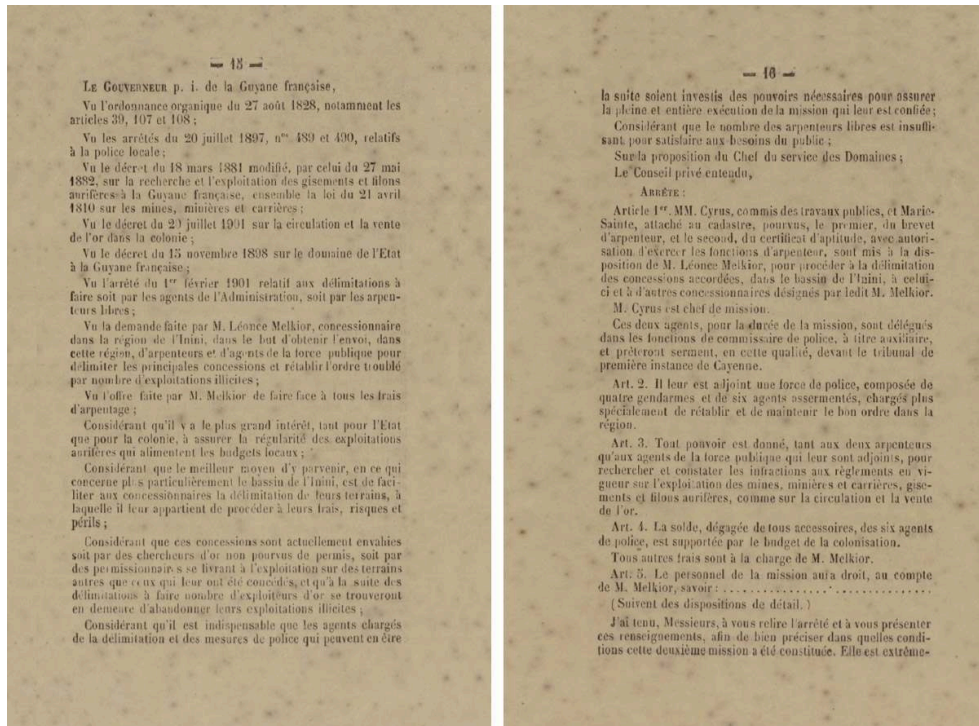 — 15 —
LE GOUVERNEUR p. i. de la Guyane française,
Vu l'ordonnance organique du 27 août 1828, notamment les
articles 39, 107 et 108 ;
Vu les arrêtés du 20 juillet 1897, nos 489 et 490, relatifs
à la police locale ;
Vu le décret du 18 mars 1881 modifié, par celui du 27 mai
1882, sur la recherche et l'exploitation des gisements et filons
aurifères à la Guyane française, ensemble la loi du 21 avril
1810 sur les mines, minières et carrières ;
Vu le décret du 20 juillet 1901 sur la circulation et la vente
de l'or dans la colonie ;
Vu le décret du 15 novembre 1898 sur le domaine de l'Etat
à la Guyane française ;
Vu l'arrêté du 1er février 1901 relatif aux délimitations à
faire soit par les agents de l'Administration, soit par les arpen-
teurs libres ;
Vu la demande faite par M. Léonce Melkior, concessionnaire
dans la région de l'Inini, dans le but d'obtenir l'envoi, dans
cette région, d'arpenteurs et d'agents de la force publique pour
délimiter les principales concessions et rétablir l'ordre troublé
par nombre d'exploitations illicites ;
Vu l'offre faite par M. Melkior de faire face à tous les frais
d'arpentage ;
Considérant qu'il y a le plus grand intérêt, tant pour l'Etat
que pour la colonie, à assurer la régularité des exploitations
aurifères qui alimentent les budgets locaux ;
Considérant que le meilleur moyen d'y parvenir, en ce qui
concerne plus particulièrement le bassin de l'Inini, est de faci-
liter aux concessionnaires la délimitation de leurs terrains, à
laquelle il leur appartient de procéder à leurs frais, risques et
périls ;
Considérant que ces concessions sont actuellement envahies
soit par des chercheurs d'or non pourvus de permis, soit par
des permissionnaires se livrant à l'exploitation sur des terrains
autres que ceux qui leur ont été concédés, et qu'à la suite des
délimitations à faire nombre d'exploiteurs d'or se trouveront
en demeure d'abandonner leurs exploitations illicites ;
Considérant qu'il est indispensable que les agents chargés
de la délimitation et des mesures de police qui peuvent en être
— 16 —
la suite soient investis des pouvoirs nécessaires pour assurer
la pleine et entière exécution de la mission qui leur est confiée ;
Considérant que le nombre des arpenteurs libres est insuffi-
sant pour satisfaire aux besoins du public ;
Sur la proposition du Chef du service des Domaines ;
Le Conseil privé entendu,
ARRÊTE :
Article 1er. MM. Cyrus, commis des travaux publics, et Marie-
Sainte, attaché au cadastre, pourvus, le premier, du brevet
d'arpenteur, et le second, du certificat d'aptitude, avec autori-
sation d'exercer les fonctions d'arpenteur, sont mis à la dis-
position de M. Léonce Melkior, pour procéder à la délimitation
des concessions accordées, dans le bassin de l'Inini, à celui-
ci et à d'autres concessionnaires désignés par ledit M. Melkior.
M. Cyrus est chef de mission.
Ces deux agents, pour la durée de la mission, sont délégués
dans les fonctions de commissaire de police, à titre auxiliaire,
et prêteront serment, en cette qualité, devant le tribunal de
première instance de Cayenne.
Art. 2. Il leur est adjoint une force de police, composée de
quatre gendarmes et de six agents assermentés, chargés plus
spécialement de rétablir et de maintenir le bon ordre dans la
région.
Art. 3. Tout pouvoir est donné, tant aux deux arpenteurs
qu'aux agents de la force publique qui leur sont adjoints, pour
rechercher et constater les infractions aux règlements en vi-
gueur sur l'exploitation des mines, minières et carrières, gise-
ments et filons aurifères, comme sur la circulation et la vente
de l'or.
Art. 4. La solde, dégagée de tous accessoires, des six agents
de police, est supportée par le budget de la colonisation.
Tous autres frais sont à la charge de M. Melkior.
Art. 5. Le personnel de la mission aura droit, au compte
de M. Melkior, savoir : ..............................
(Suivent des dispositions de détail.)
J'ai tenu, Messieurs, à vous relire l'arrêté et à vous présenter
ces renseignements, afin de bien préciser dans quelles condi-
tions cette deuxième mission a été constituée. Elle est extrême-